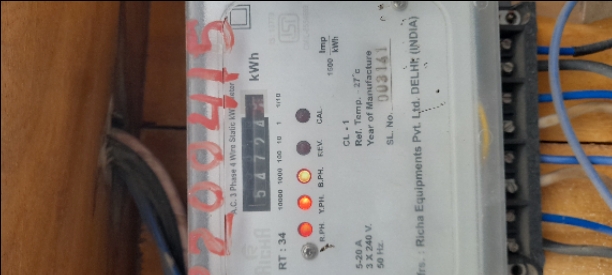 200415
A.C. 3 Phase 4 Wire Static kWh Meter
kWh
5472
10000 1000 100 10 1 1/10
R.PH. Y.PH. B.PH. REV. CAL.
RT : 34
1000 Imp/kWh
5-20 A
3 X 240 V.
50 Hz.
CL - 1
Ref. Temp. - 27°c
Year of Manufacture
SL. No. 003141
frs. : Richa Equipments Pvt. Ltd. DELHI (INDIA)